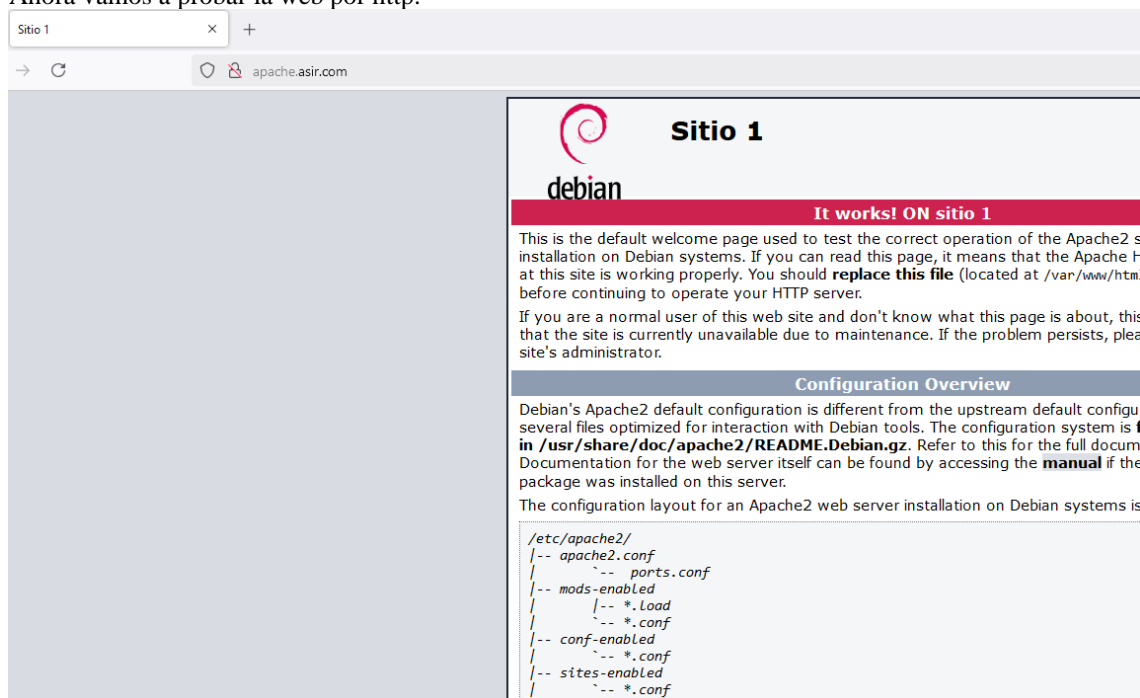 Ahora vamos a probar la web por http.
Sitio 1
apache.asir.com
debian
Sitio 1
It works! ON sitio 1
This is the default welcome page used to test the correct operation of the Apache2
installation on Debian systems. If you can read this page, it means that the Apache
at this site is working properly. You should replace this file (located at /var/www/htm
before continuing to operate your HTTP server.
If you are a normal user of this web site and don't know what this page is about,
that the site is currently unavailable due to maintenance. If the problem persists,
site's administrator.
Configuration Overview
Debian's Apache2 default configuration is different from the upstream default
several files optimized for interaction with Debian tools. The configuration system is
in /usr/share/doc/apache2/README.Debian.gz. Refer to this for the full
Documentation for the web server itself can be found by accessing the manual if
package was installed on this server.
The configuration layout for an Apache2 web server installation on Debian systems is
/etc/apache2/
|-- apache2.conf
|       `--  ports.conf
|-- mods-enabled
|       |-- *.load
|       `-- *.conf
|-- conf-enabled
|       `-- *.conf
|-- sites-enabled
|       `-- *.conf